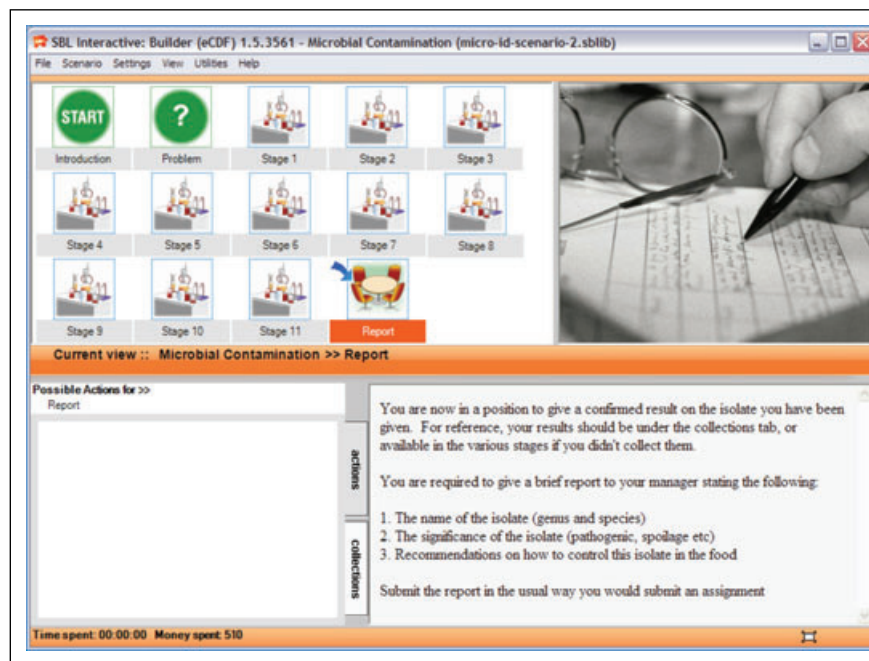 SBL Interactive: Builder (eCDF) 1.5.3561 - Microbial Contamination (micro-id-scenario-2.sblib)
File Scenario Settings View Utilities Help
START ?
Introduction Problem Stage 1 Stage 2 Stage 3
Stage 4 Stage 5 Stage 6 Stage 7 Stage 8
Stage 9 Stage 10 Stage 11 Report
Current view :: Microbial Contamination >> Report
Possible Actions for >>
Report
actions
collections
You are now in a position to give a confirmed result on the isolate you have been
given. For reference, your results should be under the collections tab, or
available in the various stages if you didn't collect them.
You are required to give a brief report to your manager stating the following:
1. The name of the isolate (genus and species)
2. The significance of the isolate (pathogenic, spoilage etc)
3. Recommendations on how to control this isolate in the food
Submit the report in the usual way you would submit an assignment
Time spent: 00:00:00 Money spent: 510